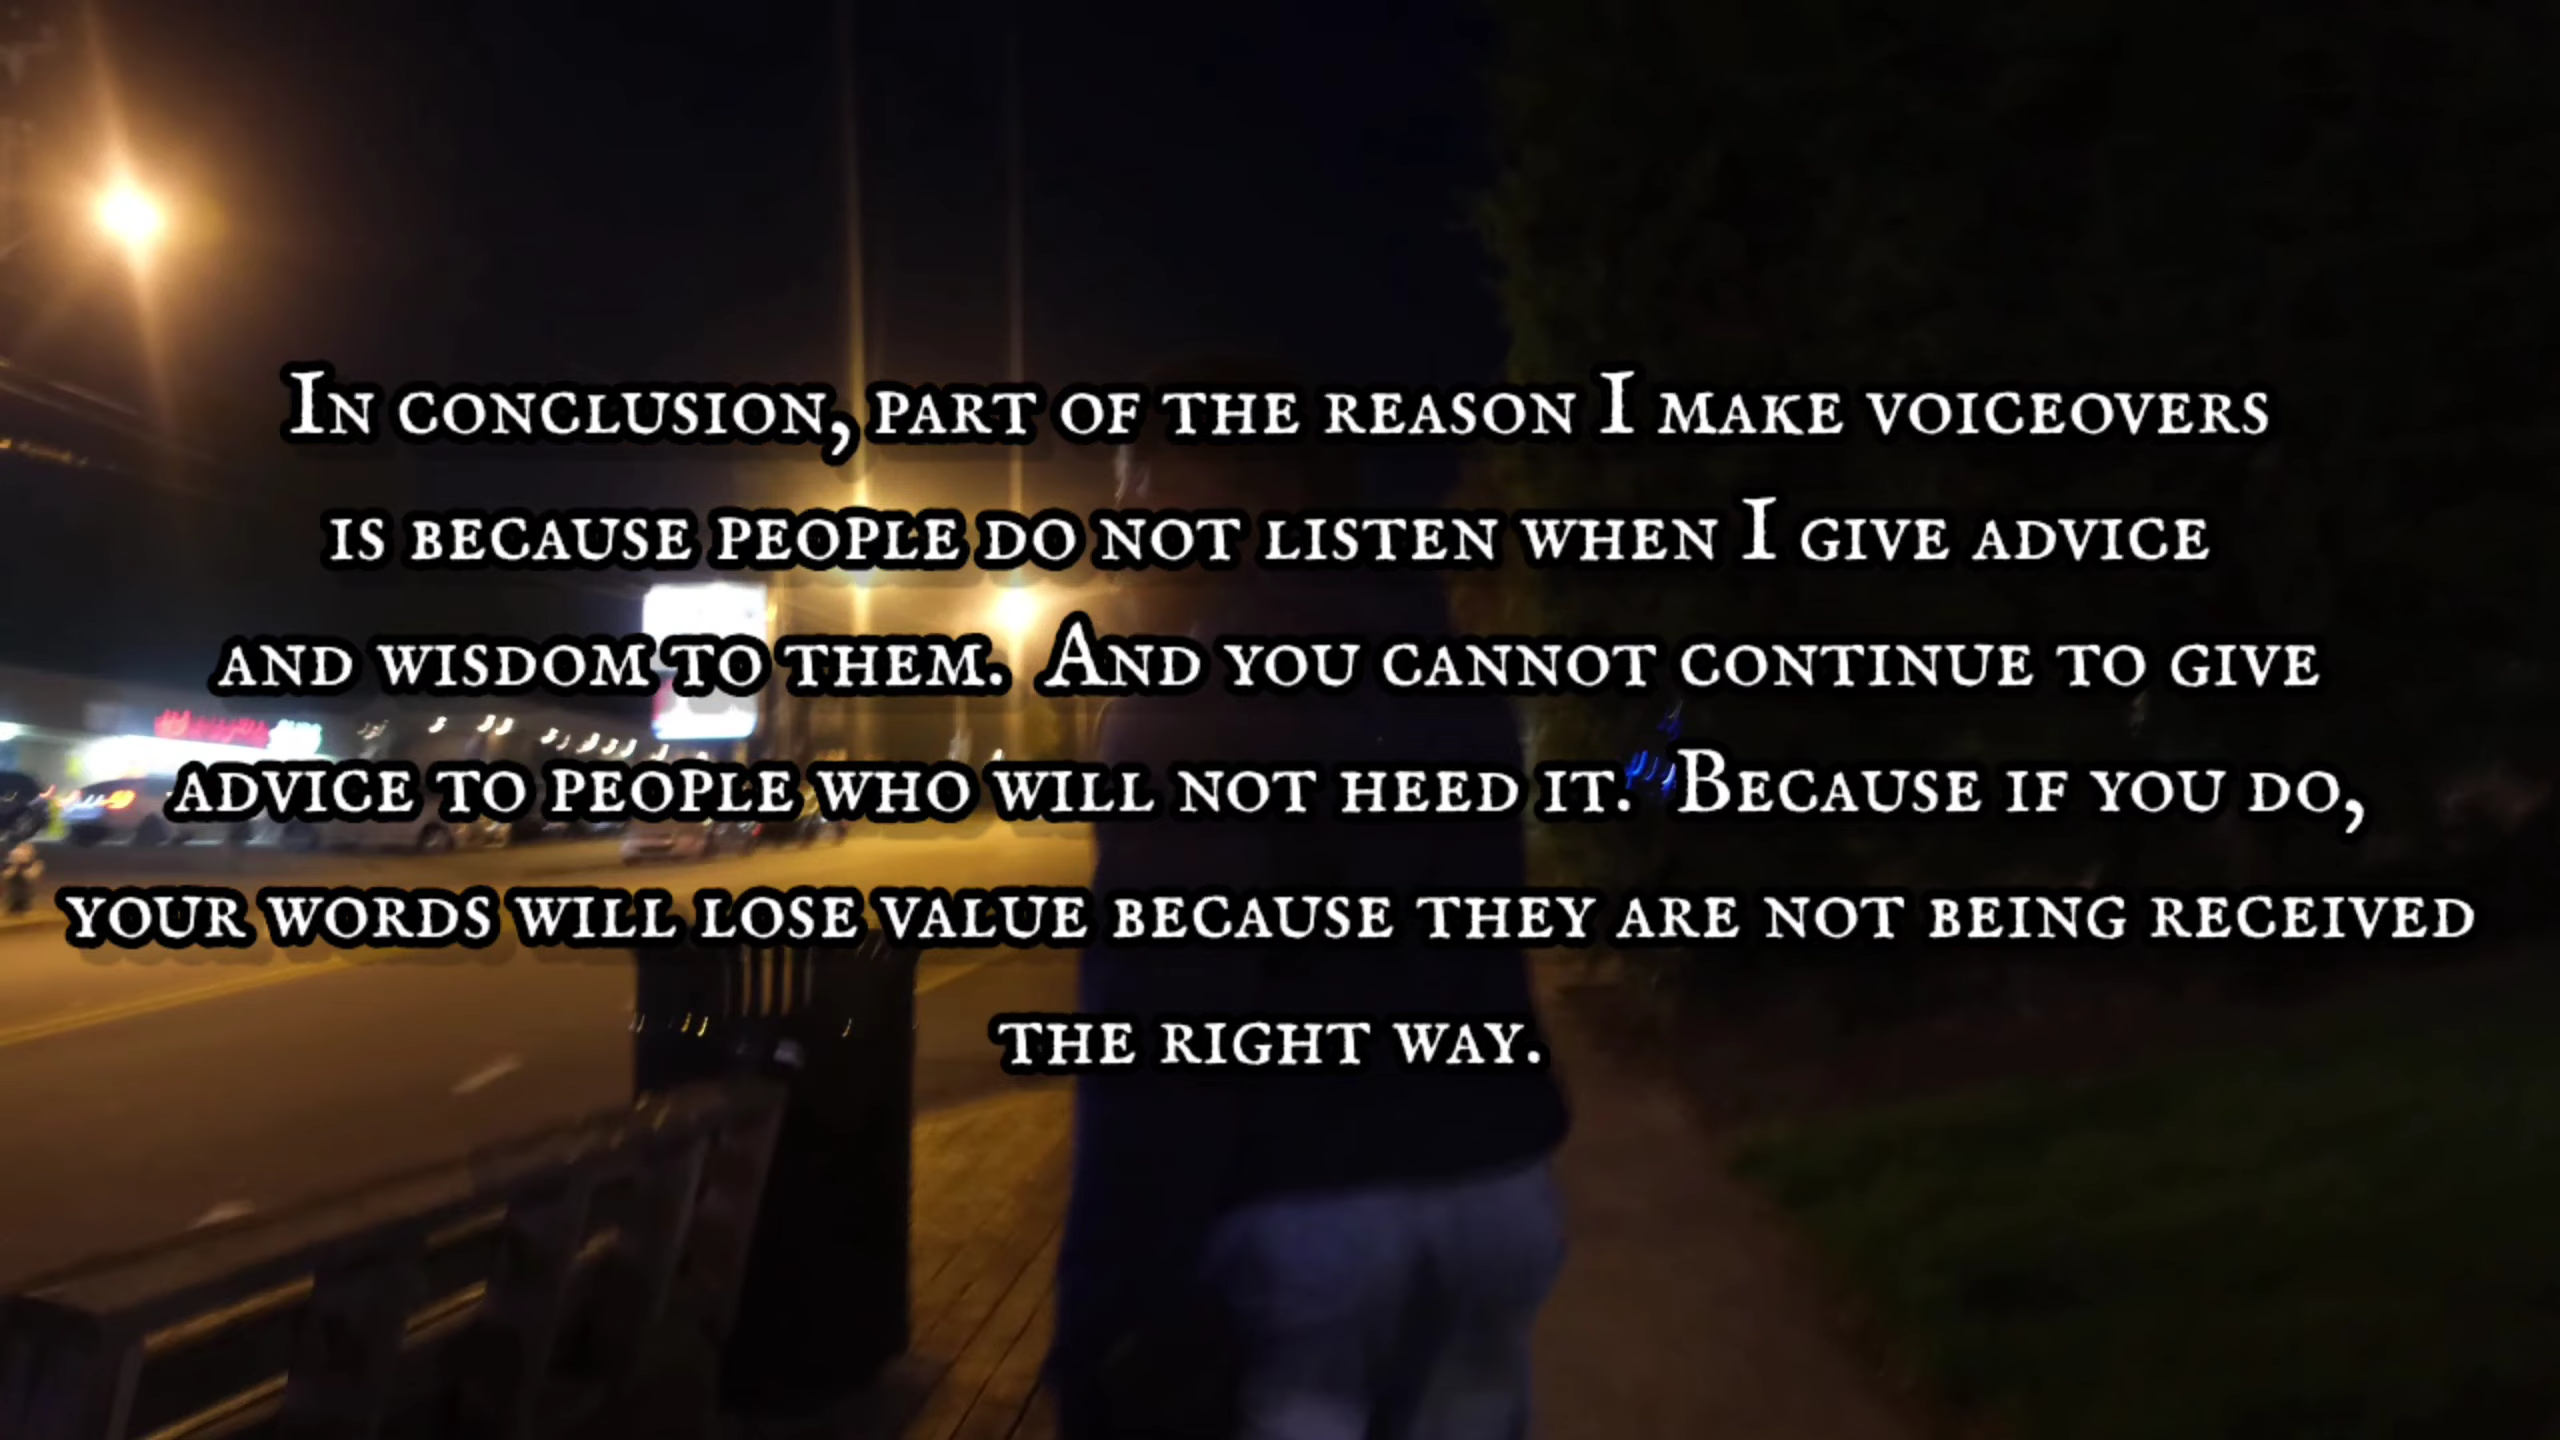 In conclusion, part of the reason I make voiceovers
is because people do not listen when I give advice
and wisdom to them. And you cannot continue to give
advice to people who will not heed it. Because if you do,
your words will lose value because they are not being received
the right way.